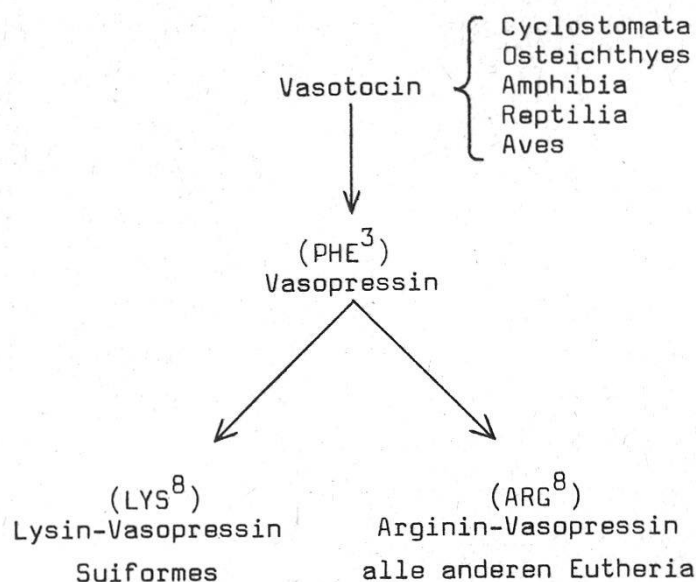 Vasotocin
Cyclostomata
Osteichthyes
Amphibia
Reptilia
Aves
(PHE³)
Vasopressin
(LYS⁸)
Lysin-Vasopressin
Suiformes
(ARG⁸)
Arginin-Vasopressin
alle anderen Eutheria